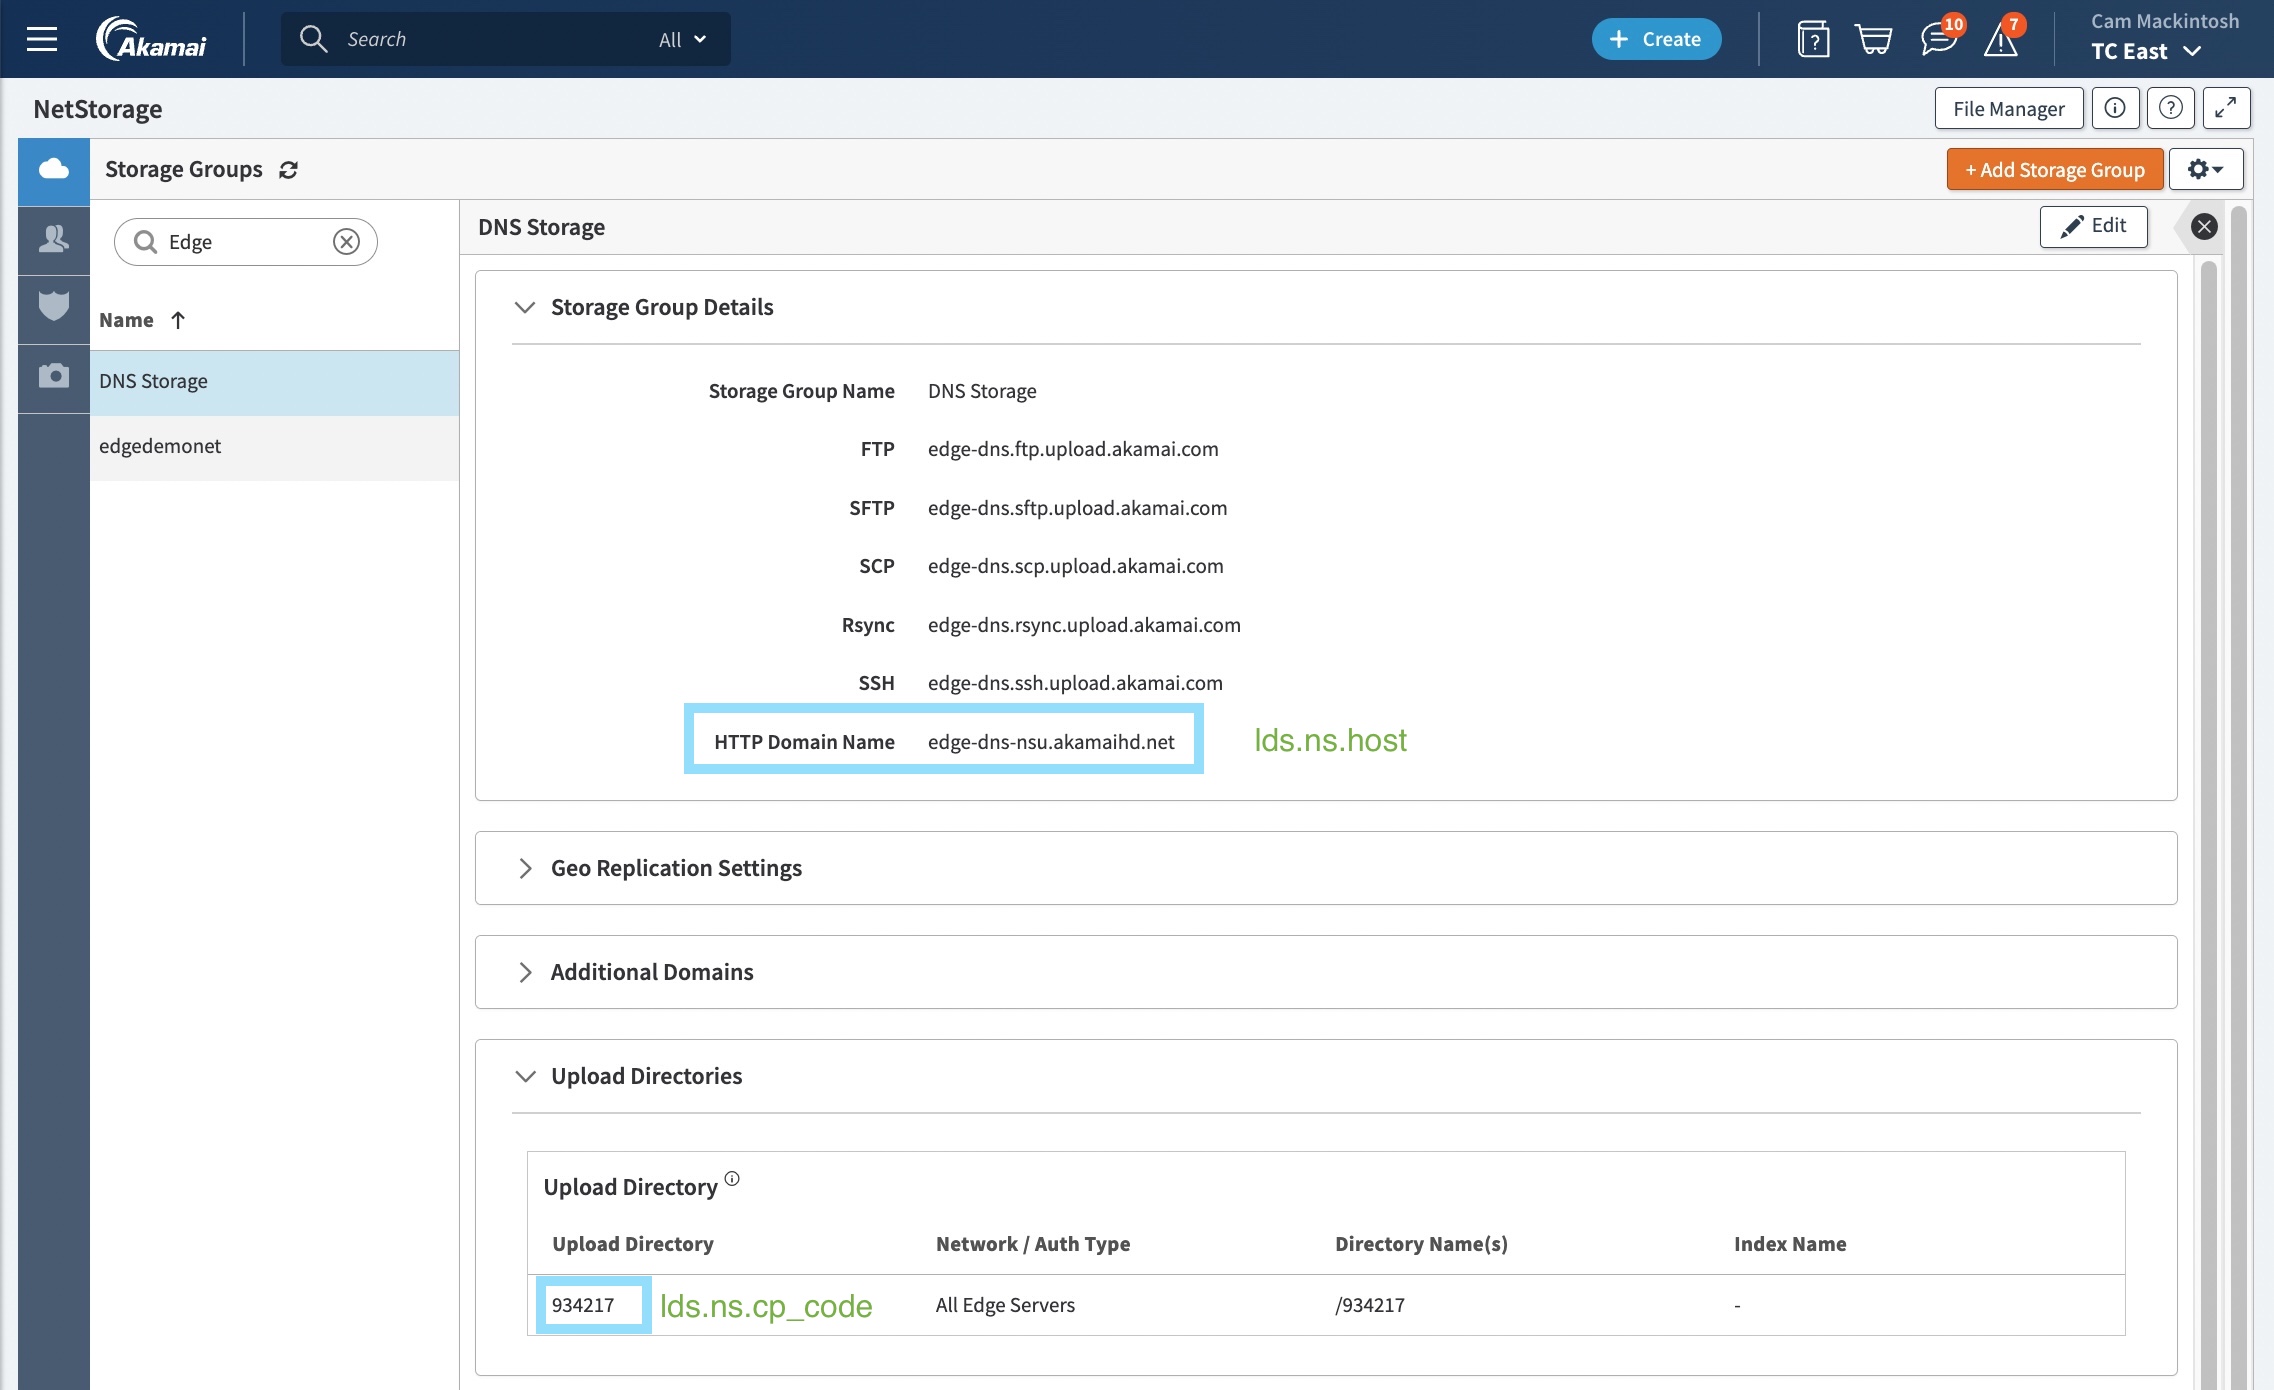 Akamai
Search
All
+ Create
?
10
7
Cam Mackintosh
TC East
NetStorage
File Manager
Storage Groups
+ Add Storage Group
Edge
Name ↑
DNS Storage
edgedemonet
DNS Storage
Edit
Storage Group Details
Storage Group Name DNS Storage
FTP edge-dns.ftp.upload.akamai.com
SFTP edge-dns.sftp.upload.akamai.com
SCP edge-dns.scp.upload.akamai.com
Rsync edge-dns.rsync.upload.akamai.com
SSH edge-dns.ssh.upload.akamai.com
HTTP Domain Name edge-dns-nsu.akamaihd.net lds.ns.host
Geo Replication Settings
Additional Domains
Upload Directories
Upload Directory
Upload Directory Network / Auth Type Directory Name(s) Index Name
934217 lds.ns.cp_code All Edge Servers /934217 -